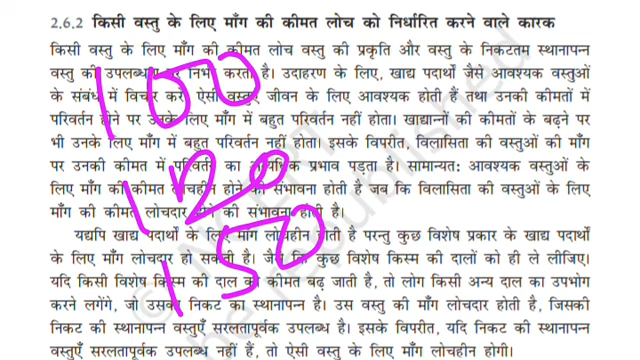 2.6.2 किसी वस्तु के लिए माँग की कीमत लोच को निर्धारित करने वाले कारक
किसी वस्तु के लिए माँग की कीमत लोच वस्तु की प्रकृति और वस्तु के निकटतम स्थानापन्न
वस्तु की उपलब्धता पर निर्भर करती है। उदाहरण के लिए, खाद्य पदार्थों जैसे आवश्यक वस्तुओं
के संबंध में विचार करें। ऐसी वस्तुएँ जीवन के लिए आवश्यक होती हैं तथा उनकी कीमतों में
परिवर्तन होने पर उनके लिए माँग में बहुत परिवर्तन नहीं होता। खाद्यान्नों की कीमतों के बढ़ने पर
भी उनके लिए माँग में बहुत परिवर्तन नहीं होता। इसके विपरीत, विलासिता की वस्तुओं की माँग
पर उनकी कीमत में परिवर्तन का अत्यधिक प्रभाव पड़ता है। सामान्यत: आवश्यक वस्तुओं के
लिए माँग की कीमत लोचहीन होने की संभावना होती है जब कि विलासिता की वस्तुओं के लिए
माँग की कीमत लोचदार होने की संभावना होती है।
यद्यपि खाद्य पदार्थों के लिए माँग लोचहीन होती है परन्तु कुछ विशेष प्रकार के खाद्य पदार्थों
के लिए माँग लोचदार हो सकती है। जैसे कि कुछ विशेष किस्म की दालों को ही ले लीजिए।
यदि किसी विशेष किस्म की दाल की कीमत बढ़ जाती है, तो लोग किसी अन्य दाल का उपभोग
करने लगेंगे, जो उसका निकट का स्थानापन्न है। उस वस्तु की माँग लोचदार होती है, जिसकी
निकट की स्थानापन्न वस्तुएँ सरलतापूर्वक उपलब्ध है। इसके विपरीत, यदि निकट की स्थानापन्न
वस्तुएँ सरलतापूर्वक उपलब्ध नहीं हैं, तो ऐसी वस्तु के लिए माँग लोचहीन होगी।
100
120
150